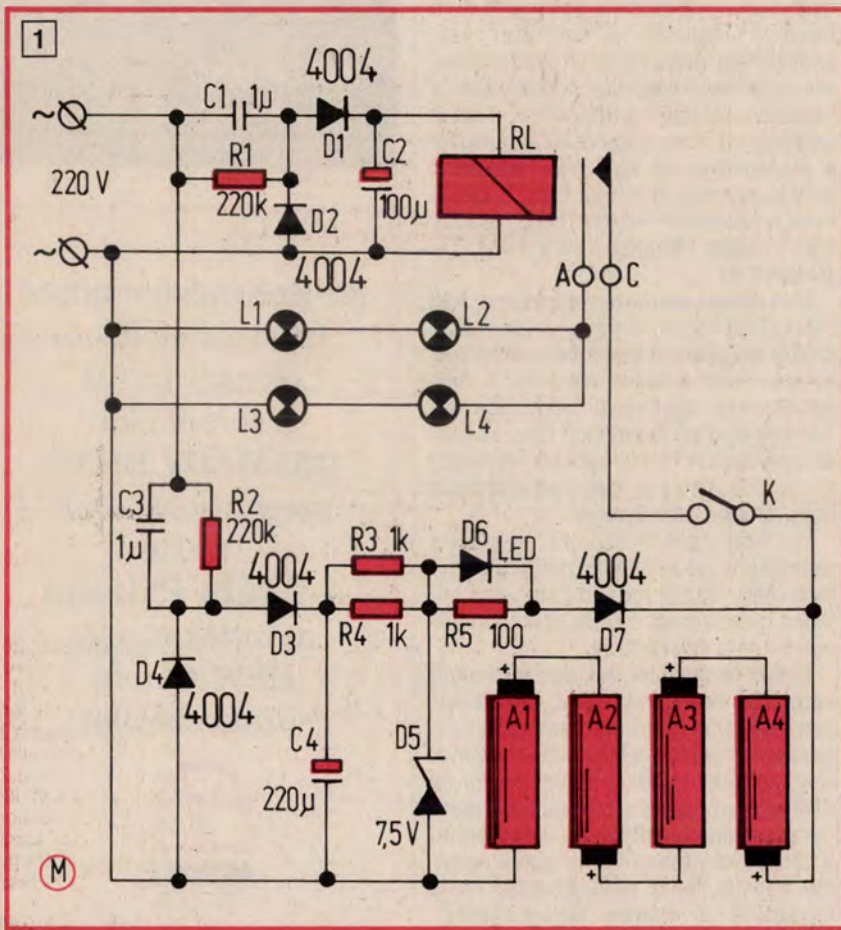 1
4004
C1 1µ
~
D1
C2
RL
R1
220 V
220k
100µ
D2
~
4004
A
C
L1
L2
L3
L4
C3
R2
K
1µ
220k
D6
R3 1k
LED
4004
4004
D3
R4
1k
R5
100
D7
D4
4004
A1
A2
A3
A4
C4
D5
220µ
7,5 V
M
+
+
+
+